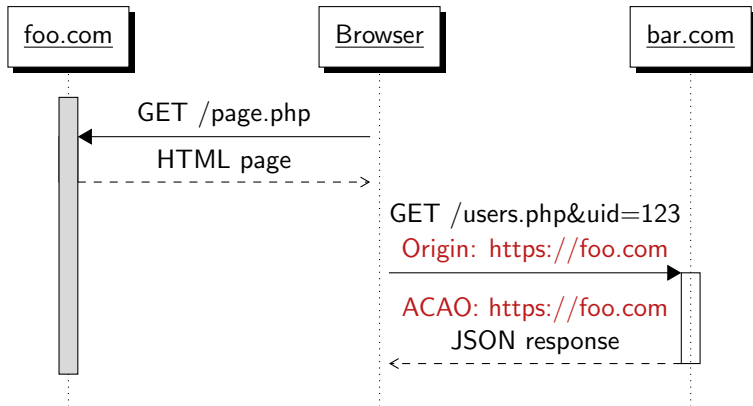 foo.com
Browser
bar.com
GET /page.php
HTML page
GET /users.php&uid=123
Origin: https://foo.com
ACAO: https://foo.com
JSON response